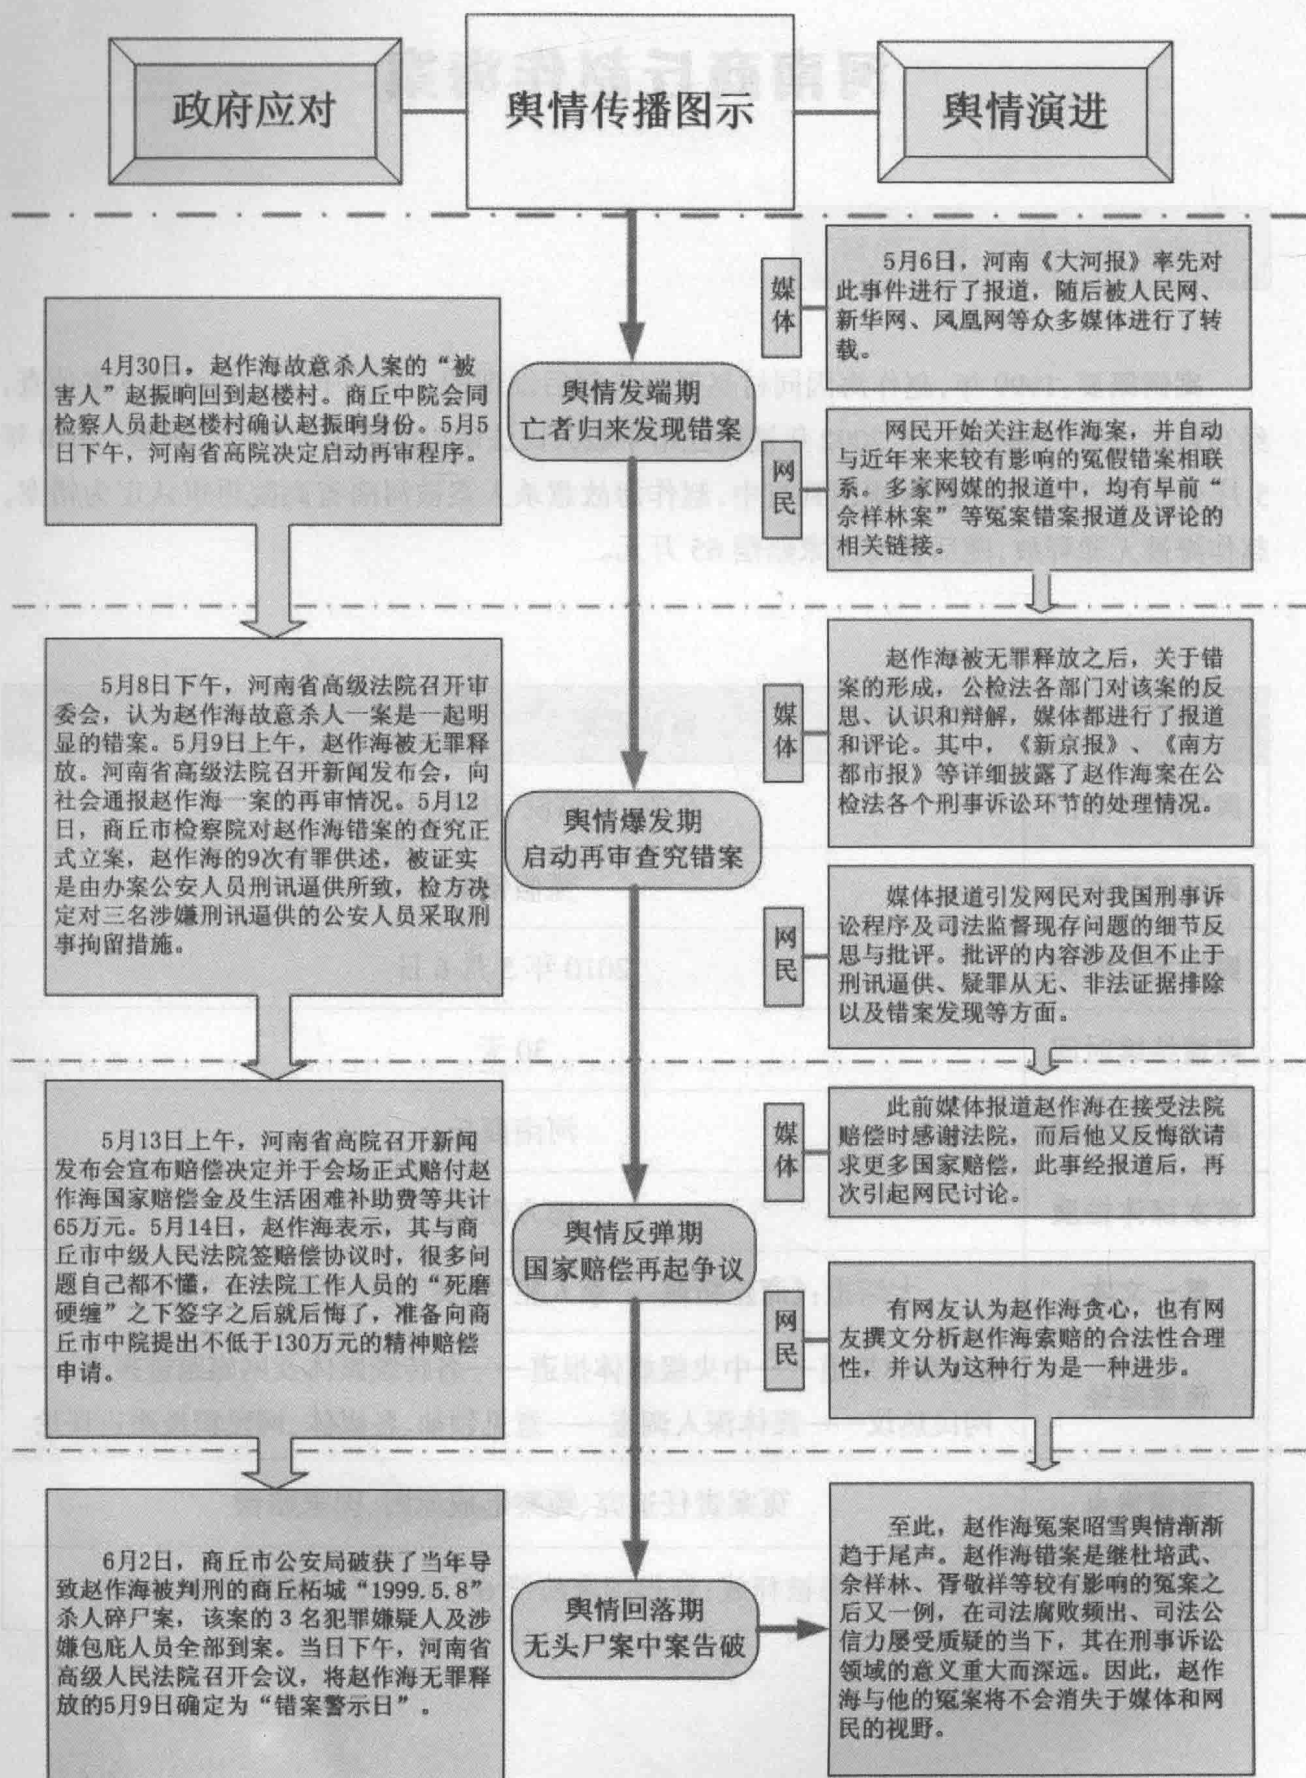 政府应对
舆情传播图示
舆情演进
4月30日，赵作海故意杀人案的“被
害人”赵振晌回到赵楼村。商丘中院会同
检察人员赴赵楼村确认赵振晌身份。5月5
日下午，河南省高院决定启动再审程序。
舆情发端期
亡者归来发现错案
媒体
5月6日，河南《大河报》率先对
此事件进行了报道，随后被人民网、
新华网、凤凰网等众多媒体进行了转
载。
网民
网民开始关注赵作海案，并自动
与近年来来较有影响的冤假错案相联
系。多家网媒的报道中，均有早前“
佘祥林案”等冤案错案报道及评论的
相关链接。
5月8日下午，河南省高级法院召开审
委会，认为赵作海故意杀人一案是一起明
显的错案。5月9日上午，赵作海被无罪释
放。河南省高级法院召开新闻发布会，向
社会通报赵作海一案的再审情况。5月12
日，商丘市检察院对赵作海错案的查究正
式立案，赵作海的9次有罪供述，被证实
是由办案公安人员刑讯逼供所致，检方决
定对三名涉嫌刑讯逼供的公安人员采取刑
事拘留措施。
舆情爆发期
启动再审查究错案
媒体
赵作海被无罪释放之后，关于错
案的形成，公检法各部门对该案的反
思、认识和辩解，媒体都进行了报道
和评论。其中，《新京报》、《南方
都市报》等详细披露了赵作海案在公
检法各个刑事诉讼环节的处理情况。
网民
媒体报道引发网民对我国刑事诉
讼程序及司法监督现存问题的细节反
思与批评。批评的内容涉及但不止于
刑讯逼供、疑罪从无、非法证据排除
以及错案发现等方面。
5月13日上午，河南省高院召开新闻
发布会宣布赔偿决定并于会场正式赔付赵
作海国家赔偿金及生活困难补助费等共计
65万元。5月14日，赵作海表示，其与商
丘市中级人民法院签赔偿协议时，很多问
题自己都不懂，在法院工作人员的“死磨
硬缠”之下签字之后就后悔了，准备向商
丘市中院提出不低于130万元的精神赔偿
申请。
舆情反弹期
国家赔偿再起争议
媒体
此前媒体报道赵作海在接受法院
赔偿时感谢法院，而后他又反悔欲请
求更多国家赔偿，此事经报道后，再
次引起网民讨论。
网民
有网友认为赵作海贪心，也有网
友撰文分析赵作海索赔的合法性合理
性，并认为这种行为是一种进步。
6月2日，商丘市公安局破获了当年导
致赵作海被判刑的商丘柘城“1999.5.8”
杀人碎尸案，该案的3名犯罪嫌疑人及涉
嫌包庇人员全部到案。当日下午，河南省
高级人民法院召开会议，将赵作海无罪释
放的5月9日确定为“错案警示日”。
舆情回落期
无头尸案中案告破
至此，赵作海冤案昭雪舆情渐渐
趋于尾声。赵作海错案是继杜培武、
佘祥林、胥敬祥等较有影响的冤案之
后又一例，在司法腐败频出、司法公
信力屡受质疑的当下，其在刑事诉讼
领域的意义重大而深远。因此，赵作
海与他的冤案将不会消失于媒体和网
民的视野。